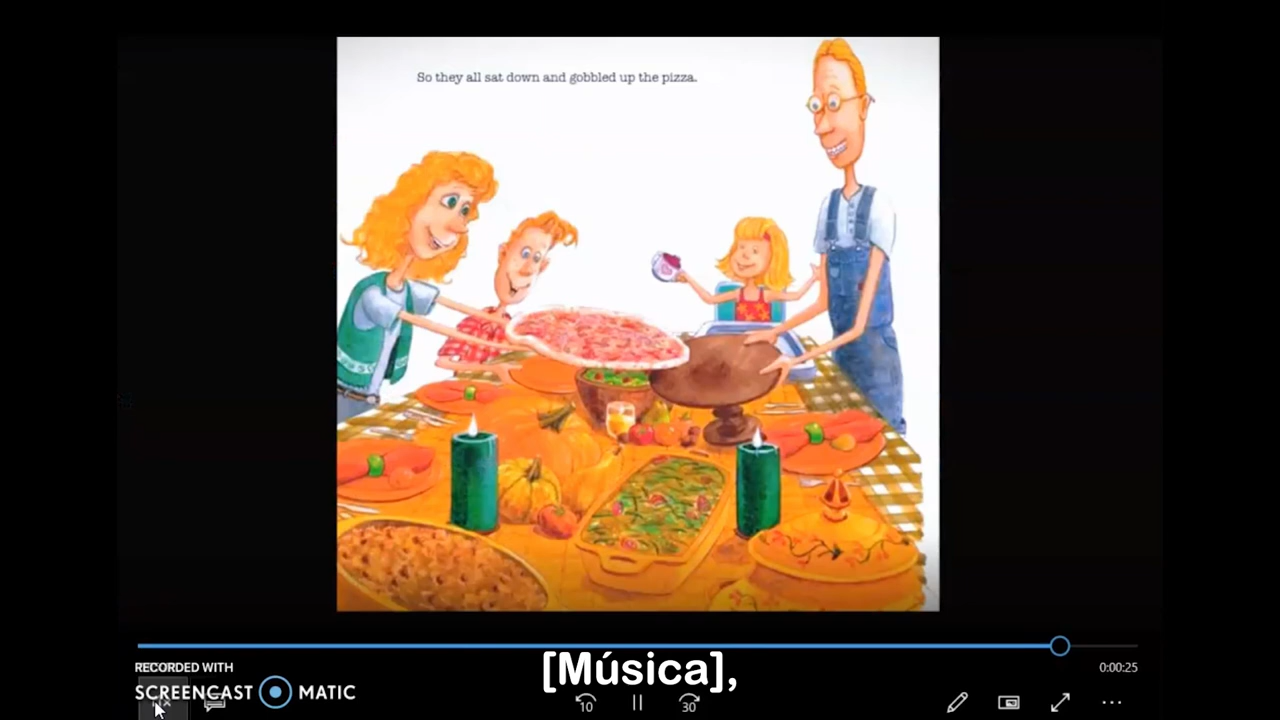 So they all sat down and gobbled up the pizza.
RECORDED WITH
SCREENCAST MATIC
[Música],
0:00:25
10
30